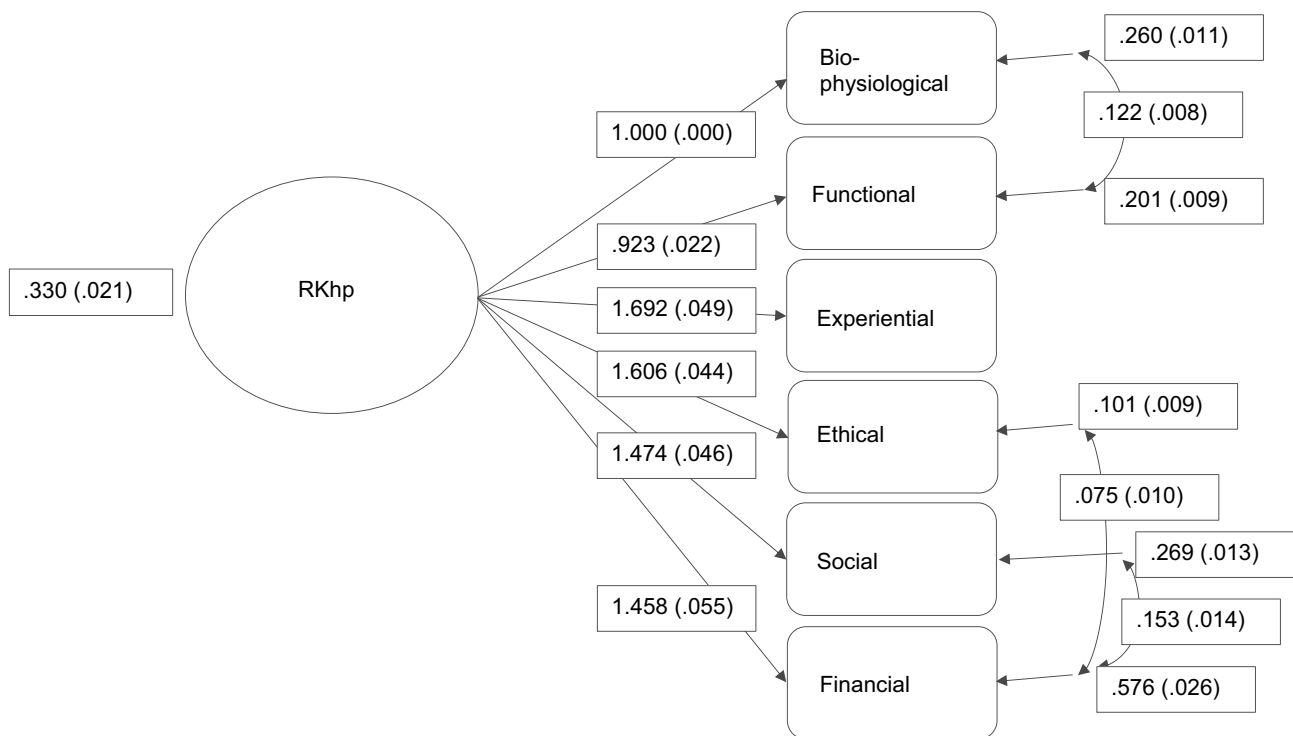 .260 (.011)
Bio-
physiological
.122 (.008)
1.000 (.000)
Functional
.201 (.009)
.923 (.022)
.330 (.021)
RKhp
1.692 (.049)
Experiential
1.606 (.044)
.101 (.009)
Ethical
1.474 (.046)
.075 (.010)
Social
.269 (.013)
1.458 (.055)
.153 (.014)
Financial
.576 (.026)